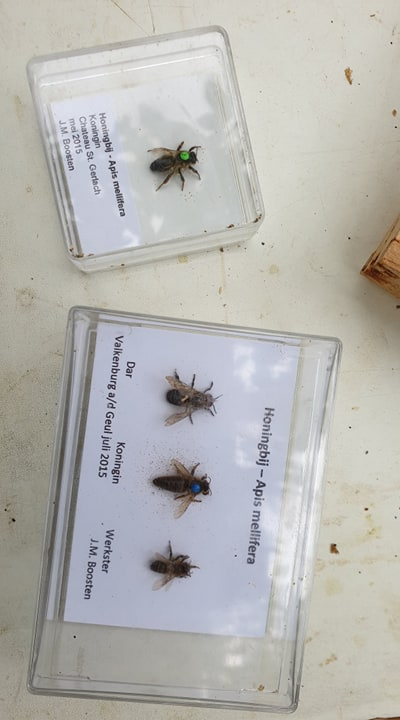 Honingbij - Apis mellifera
Koningin
Chateau St. Gerlach
mei 2015
J.M. Boosten
Honingbij – Apis mellifera
Dar Koningin Werkster
Valkenburg a/d Geul juli 2015 J.M. Boosten